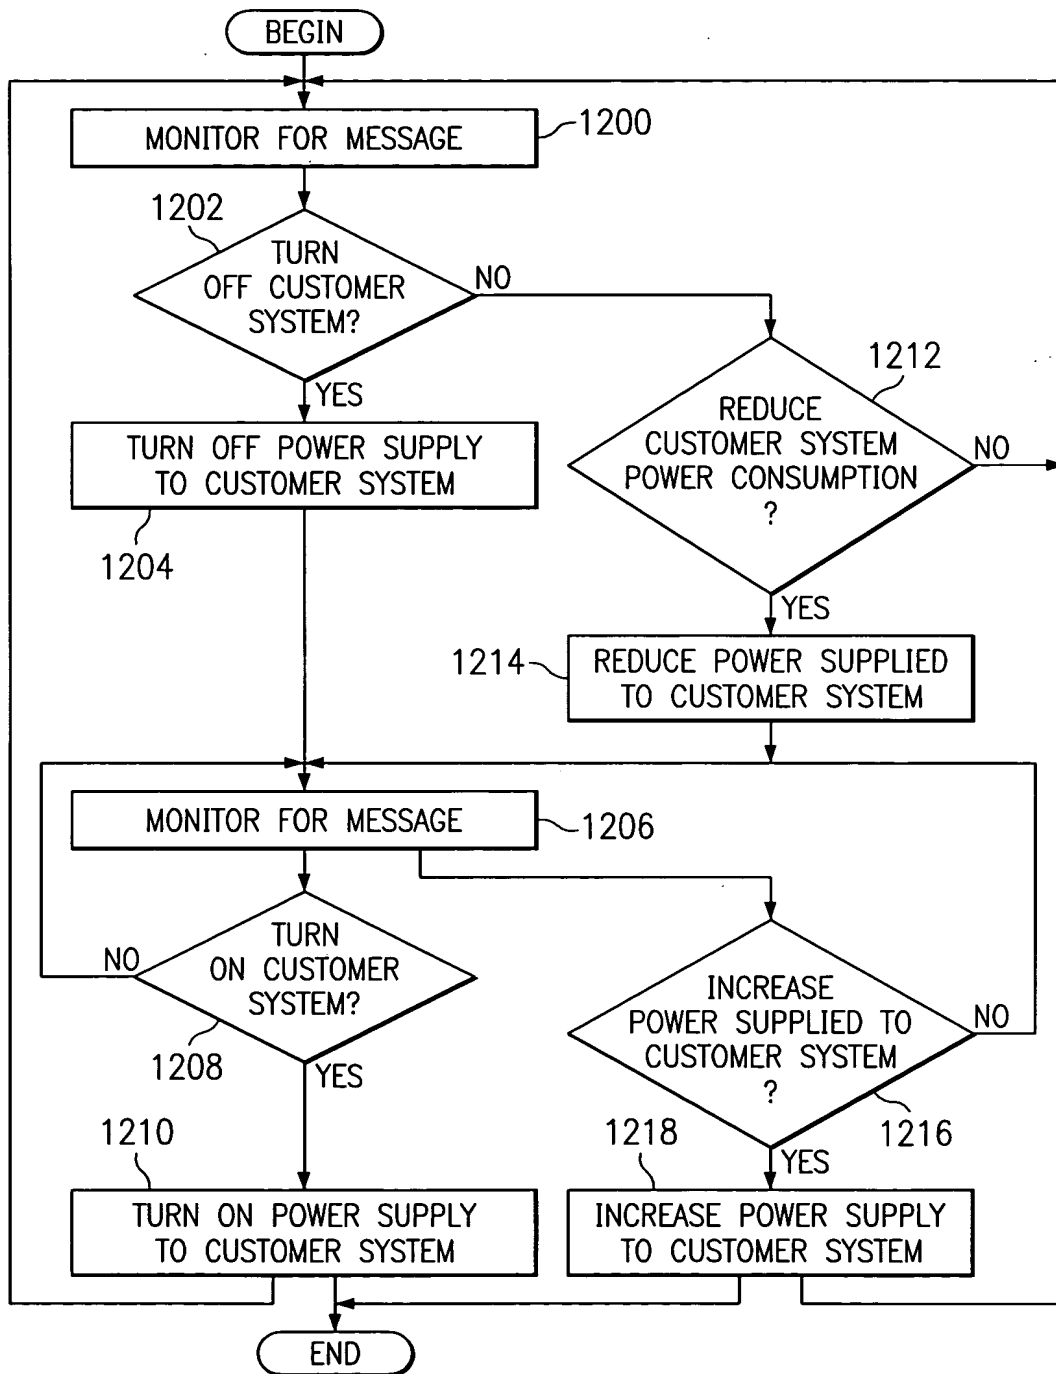 BEGIN
MONITOR FOR MESSAGE
1200
1202
TURN
OFF CUSTOMER
SYSTEM?
NO
YES
1212
REDUCE
CUSTOMER SYSTEM
POWER CONSUMPTION
?
NO
YES
TURN OFF POWER SUPPLY
TO CUSTOMER SYSTEM
1204
1214
REDUCE POWER SUPPLIED
TO CUSTOMER SYSTEM
MONITOR FOR MESSAGE
1206
TURN
ON CUSTOMER
SYSTEM?
NO
1208
YES
INCREASE
POWER SUPPLIED TO
CUSTOMER SYSTEM
?
NO
1216
YES
1210
TURN ON POWER SUPPLY
TO CUSTOMER SYSTEM
1218
INCREASE POWER SUPPLY
TO CUSTOMER SYSTEM
END